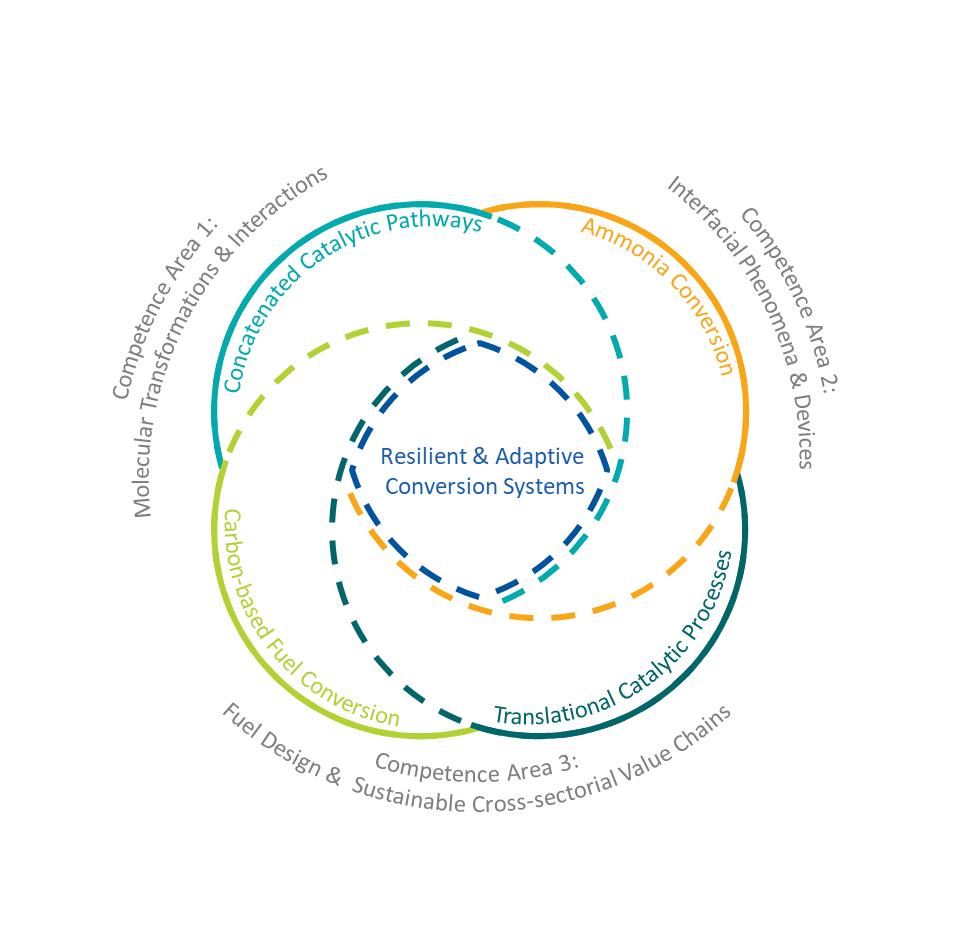 Competence Area 1:
Molecular Transformations & Interactions
Competence Area 2:
Interfacial Phenomena & Devices
Concatenated Catalytic Pathways
Ammonia Conversion
Resilient & Adaptive
Conversion Systems
Carbon-based Fuel Conversion
Translational Catalytic Processes
Competence Area 3:
Fuel Design & Sustainable Cross-sectorial Value Chains